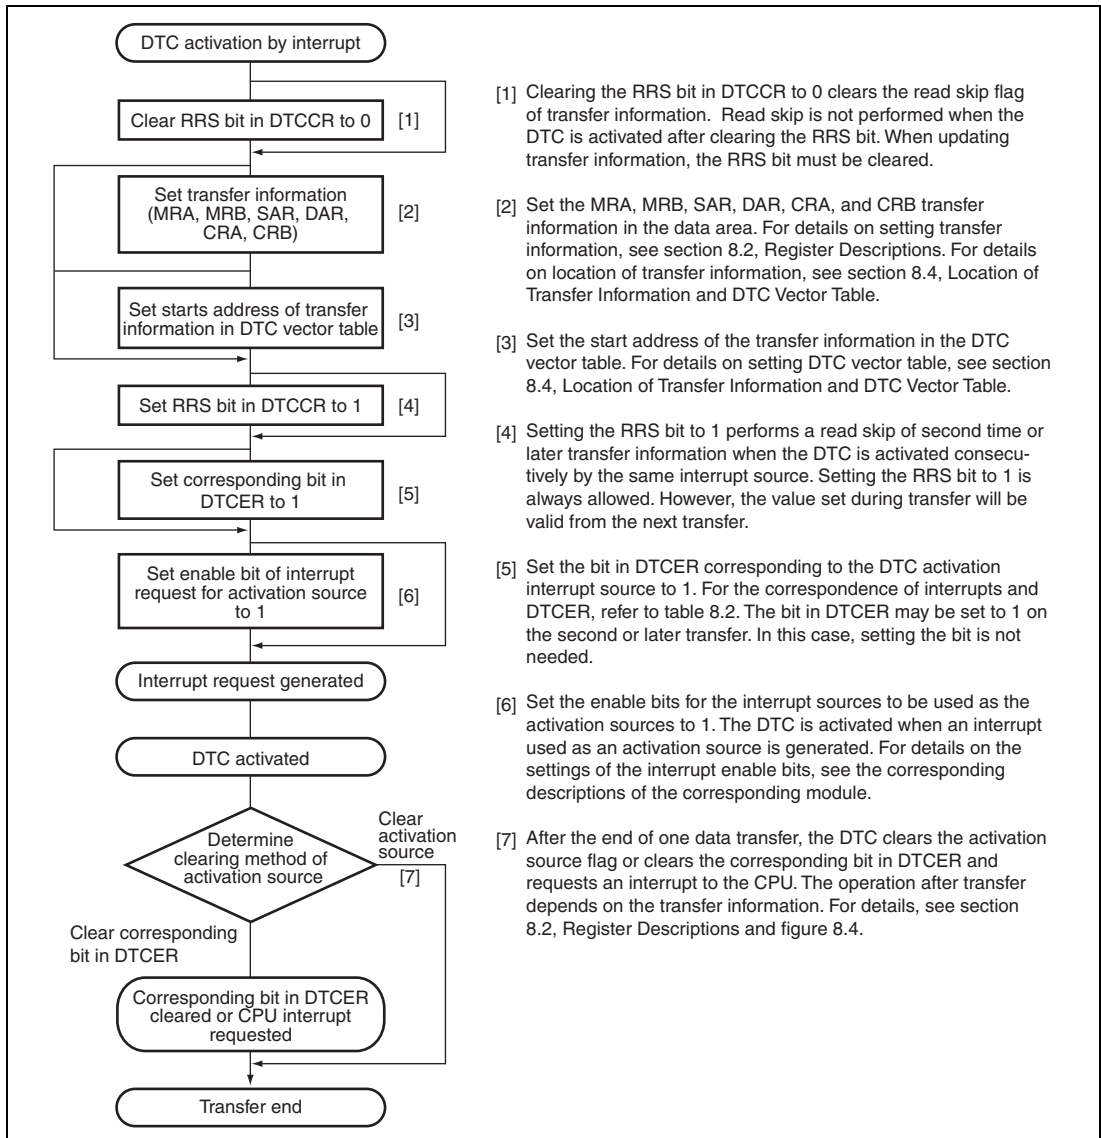 DTC activation by interrupt
Clear RRS bit in DTCCR to 0
[1]
Set transfer information
(MRA, MRB, SAR, DAR,
CRA, CRB)
[2]
Set starts address of transfer
information in DTC vector table
[3]
Set RRS bit in DTCCR to 1
[4]
Set corresponding bit in
DTCER to 1
[5]
Set enable bit of interrupt
request for activation source
to 1
[6]
Interrupt request generated
DTC activated
Determine
clearing method of
activation source
Clear
activation
source
[7]
Clear corresponding
bit in DTCER
Corresponding bit in DTCER
cleared or CPU interrupt
requested
Transfer end
[1] Clearing the RRS bit in DTCCR to 0 clears the read skip flag
of transfer information. Read skip is not performed when the
DTC is activated after clearing the RRS bit. When updating
transfer information, the RRS bit must be cleared.
[2] Set the MRA, MRB, SAR, DAR, CRA, and CRB transfer
information in the data area. For details on setting transfer
information, see section 8.2, Register Descriptions. For details
on location of transfer information, see section 8.4, Location of
Transfer Information and DTC Vector Table.
[3] Set the start address of the transfer information in the DTC
vector table. For details on setting DTC vector table, see section
8.4, Location of Transfer Information and DTC Vector Table.
[4] Setting the RRS bit to 1 performs a read skip of second time or
later transfer information when the DTC is activated consecu-
tively by the same interrupt source. Setting the RRS bit to 1 is
always allowed. However, the value set during transfer will be
valid from the next transfer.
[5] Set the bit in DTCER corresponding to the DTC activation
interrupt source to 1. For the correspondence of interrupts and
DTCER, refer to table 8.2. The bit in DTCER may be set to 1 on
the second or later transfer. In this case, setting the bit is not
needed.
[6] Set the enable bits for the interrupt sources to be used as the
activation sources to 1. The DTC is activated when an interrupt
used as an activation source is generated. For details on the
settings of the interrupt enable bits, see the corresponding
descriptions of the corresponding module.
[7] After the end of one data transfer, the DTC clears the activation
source flag or clears the corresponding bit in DTCER and
requests an interrupt to the CPU. The operation after transfer
depends on the transfer information. For details, see section
8.2, Register Descriptions and figure 8.4.